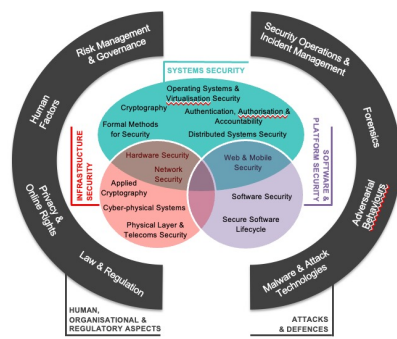 Risk Management
& Governance
Human
Factors
Privacy &
Online Rights
Law & Regulation
HUMAN,
ORGANISATIONAL &
REGULATORY ASPECTS
INFRASTRUCTURE
SECURITY
SYSTEMS SECURITY
Operating Systems &
Virtualisation Security
Cryptography
Authentication, Authorisation &
Accountability
Formal Methods
for Security
Distributed Systems Security
Hardware Security
Network
Security
Web & Mobile
Security
Applied
Cryptography
Cyber-physical Systems
Physical Layer &
Telecoms Security
Software Security
Secure Software
Lifecycle
SOFTWARE &
PLATFORM SECURITY
Security Operations &
Incident Management
Forensics
Adversarial
Behaviours
Malware & Attack
Technologies
ATTACKS
& DEFENCES